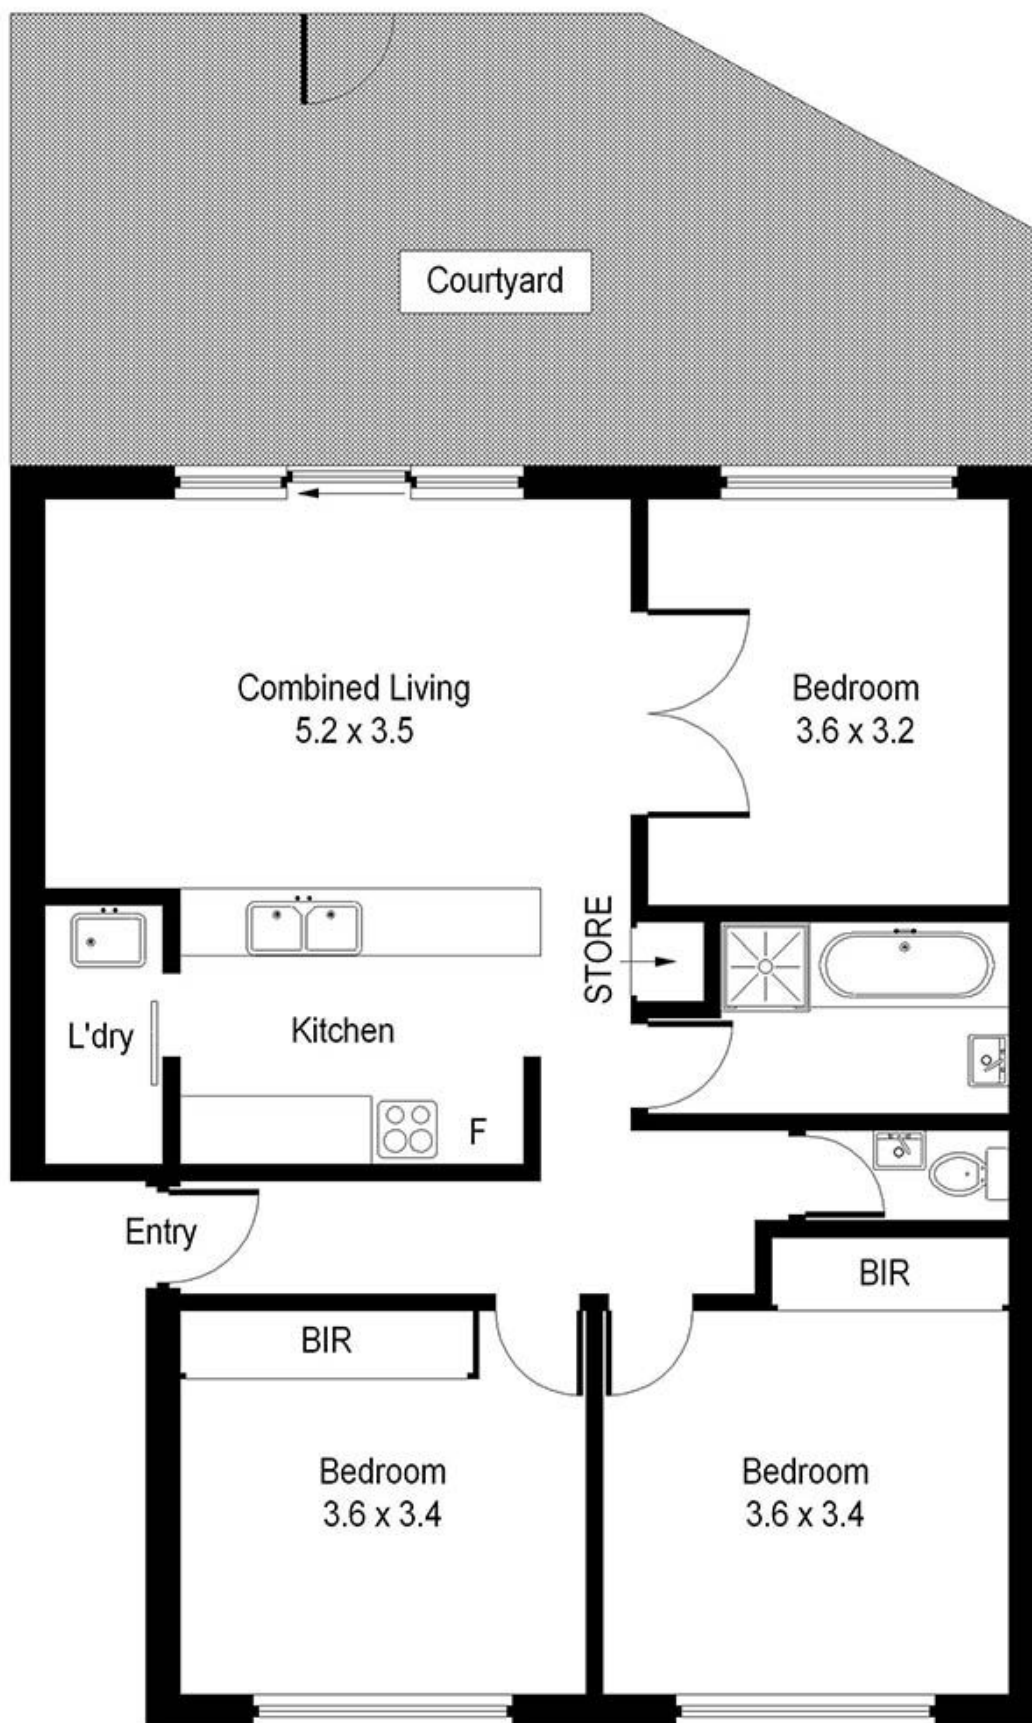 Courtyard
Combined Living
5.2 x 3.5
Bedroom
3.6 x 3.2
STORE
L'dry
Kitchen
F
Entry
BIR
BIR
Bedroom
3.6 x 3.4
Bedroom
3.6 x 3.4